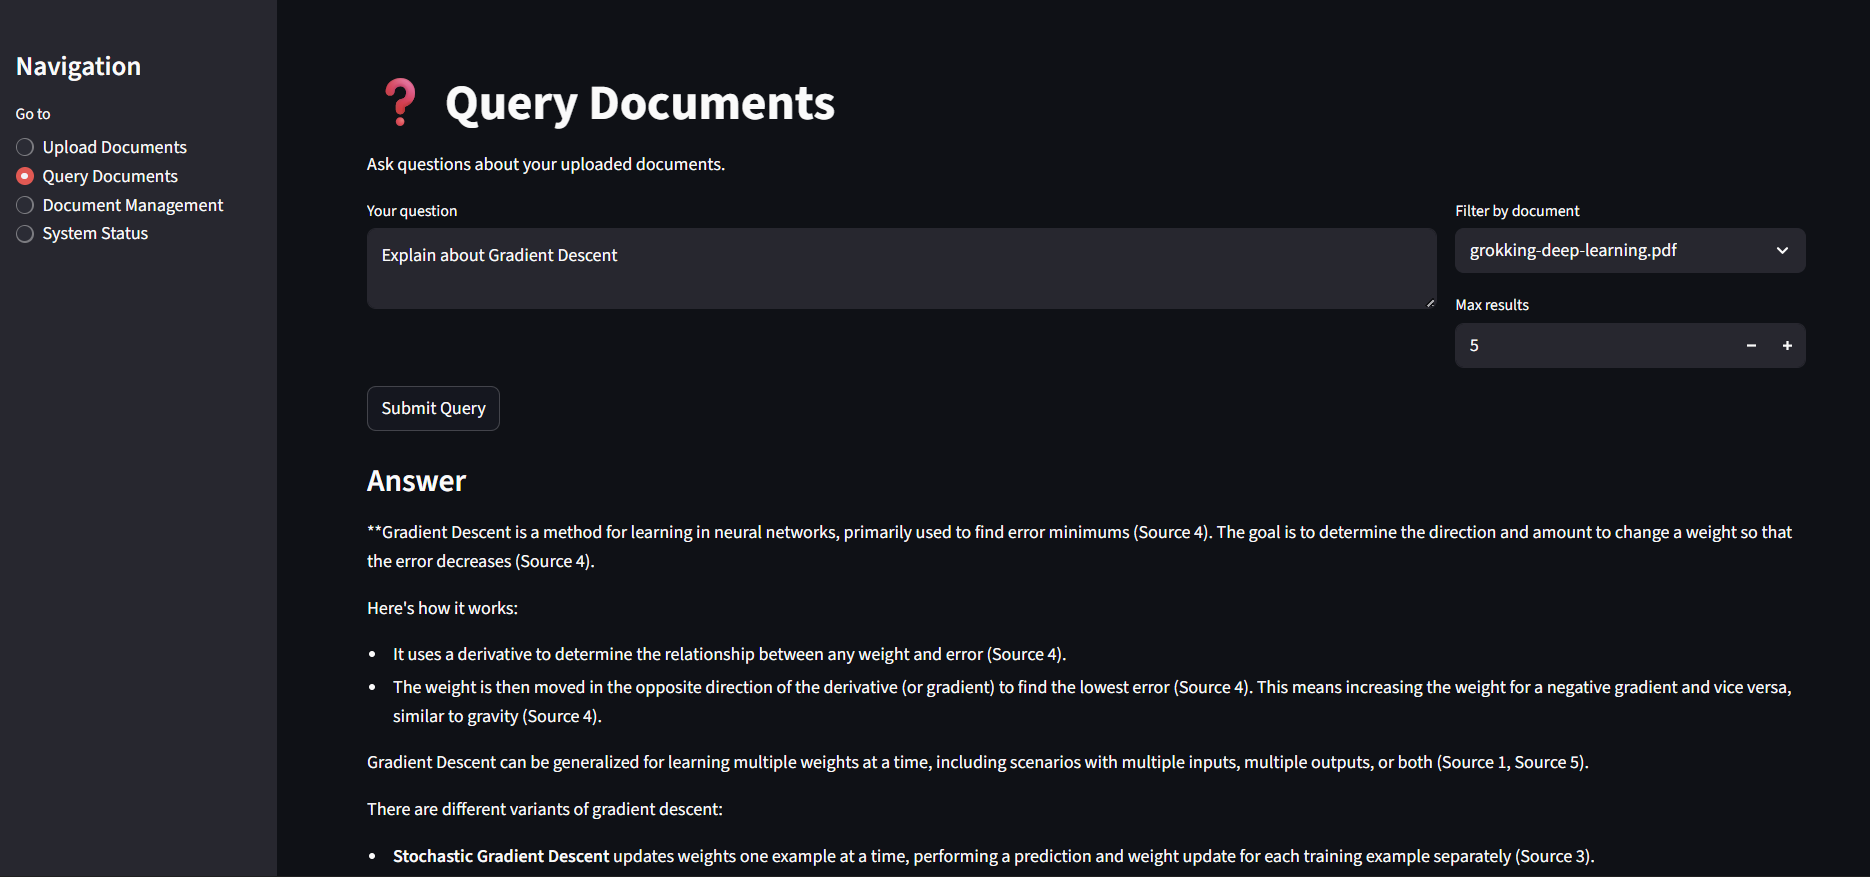 Navigation
Go to
Upload Documents
Query Documents
Document Management
System Status
❓ Query Documents
Ask questions about your uploaded documents.
Your question
Explain about Gradient Descent
Filter by document
grokking-deep-learning.pdf
Max results
5
Submit Query
Answer
**Gradient Descent is a method for learning in neural networks, primarily used to find error minimums (Source 4). The goal is to determine the direction and amount to change a weight so that
the error decreases (Source 4).
Here's how it works:
• It uses a derivative to determine the relationship between any weight and error (Source 4).
• The weight is then moved in the opposite direction of the derivative (or gradient) to find the lowest error (Source 4). This means increasing the weight for a negative gradient and vice versa,
similar to gravity (Source 4).
Gradient Descent can be generalized for learning multiple weights at a time, including scenarios with multiple inputs, multiple outputs, or both (Source 1, Source 5).
There are different variants of gradient descent:
• Stochastic Gradient Descent updates weights one example at a time, performing a prediction and weight update for each training example separately (Source 3).